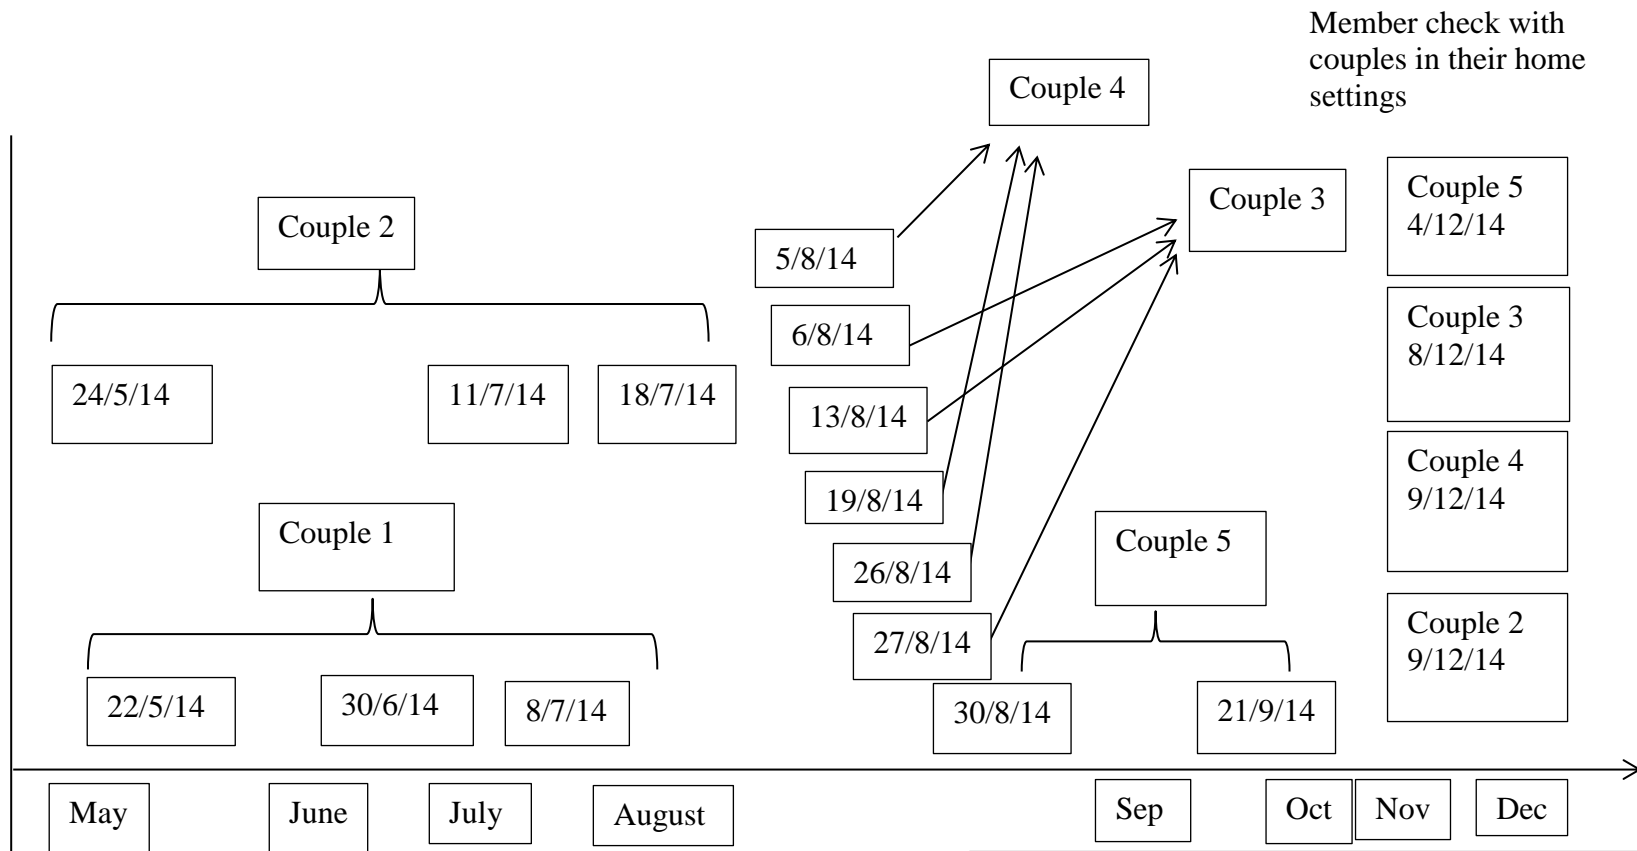 Member check with
couples in their home
settings
Couple 4
Couple 3
Couple 5
4/12/14
Couple 2
5/8/14
6/8/14
Couple 3
8/12/14
24/5/14
11/7/14
18/7/14
13/8/14
19/8/14
Couple 4
9/12/14
Couple 1
Couple 5
26/8/14
27/8/14
Couple 2
9/12/14
22/5/14
30/6/14
8/7/14
30/8/14
21/9/14
May
June
July
August
Sep
Oct
Nov
Dec